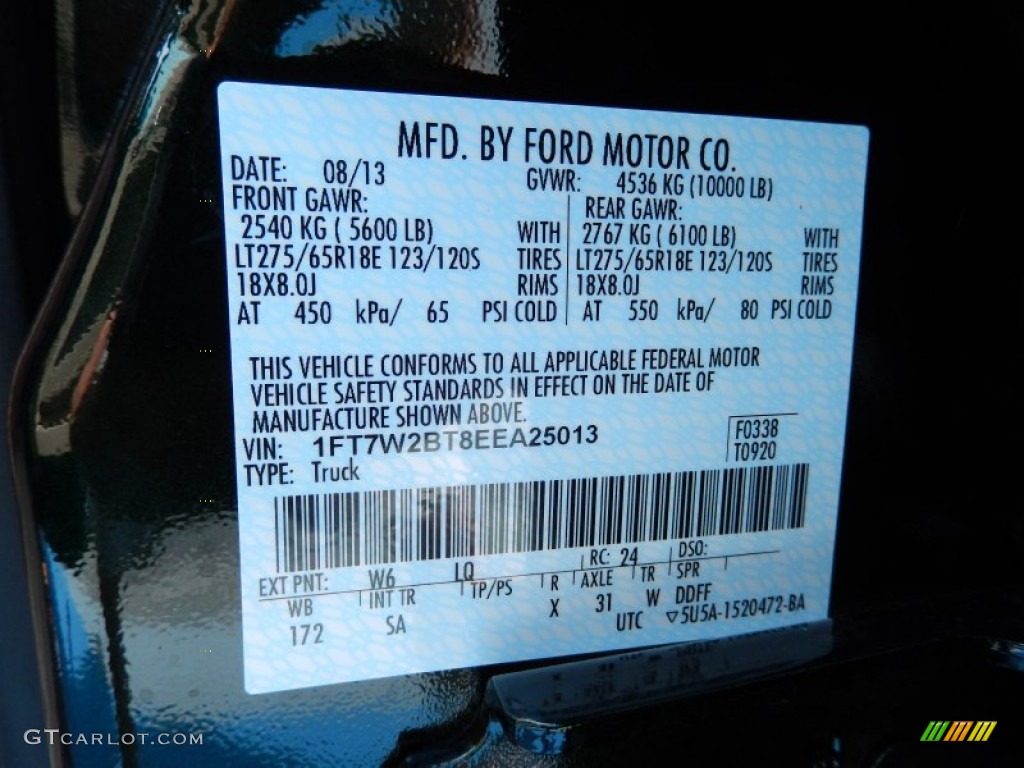 MFD. BY FORD MOTOR CO.
DATE: 08/13 GVWR: 4536 KG (10000 LB)
FRONT GAWR: REAR GAWR:
2540 KG ( 5600 LB) WITH 2767 KG ( 6100 LB) WITH
LT275/65R18E 123/120S TIRES LT275/65R18E 123/120S TIRES
18X8.0J RIMS 18X8.0J RIMS
AT 450 kPa/ 65 PSI COLD AT 550 kPa/ 80 PSI COLD
THIS VEHICLE CONFORMS TO ALL APPLICABLE FEDERAL MOTOR
VEHICLE SAFETY STANDARDS IN EFFECT ON THE DATE OF
MANUFACTURE SHOWN ABOVE.
VIN: 1FT7W2BT8EEA25013 F0338
TYPE: Truck T0920
EXT PNT: W6 LQ RC: 24 DSO:
WB INT TR TP/PS R AXLE TR SPR
172 SA X 31 W DDFF
UTC ▽5U5A-1520472-BA
GTCARLOT.COM